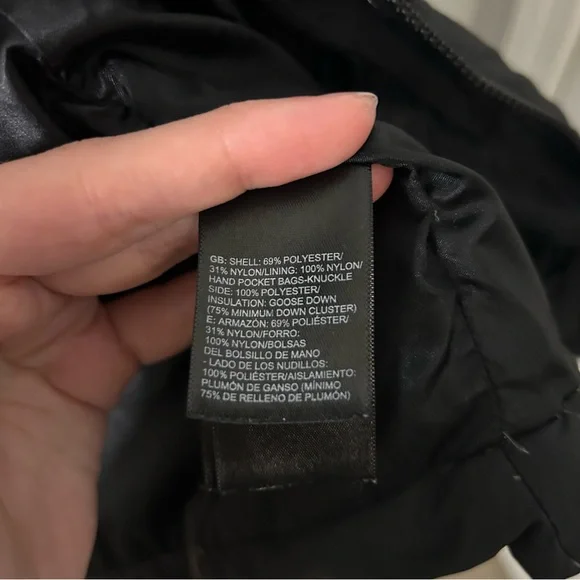 GB: SHELL: 69% POLYESTER/
31% NYLON/LINING: 100% NYLON/
HAND POCKET BAGS-KNUCKLE
SIDE: 100% POLYESTER/
INSULATION: GOOSE DOWN
(75% MINIMUM DOWN CLUSTER)
E: ARMAZÓN: 69% POLIÉSTER/
31% NYLON/FORRO:
100% NYLON/BOLSAS
DEL BOLSILLO DE MANO
- LADO DE LOS NUDILLOS:
100% POLIÉSTER/AISLAMIENTO:
PLUMÓN DE GANSO (MÍNIMO
75% DE RELLENO DE PLUMÓN)